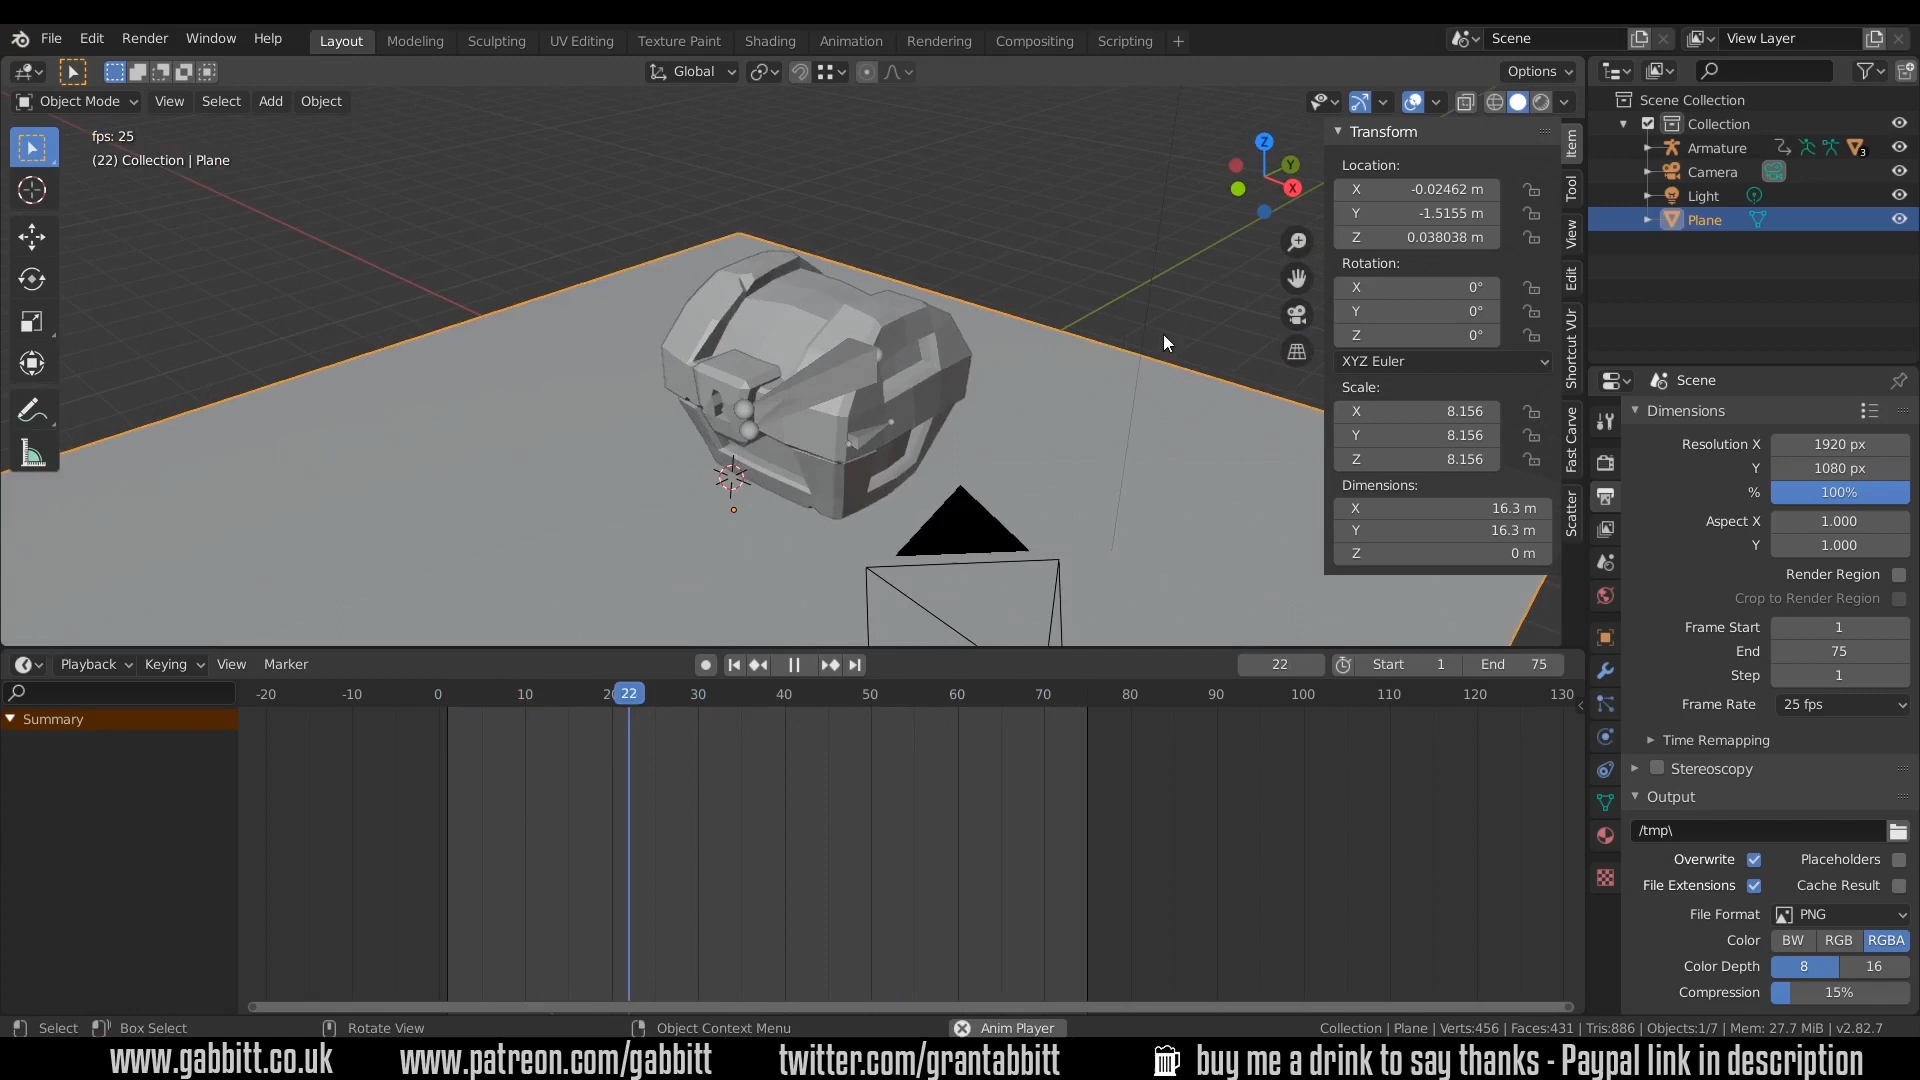 File Edit Render Window Help Layout Modeling Sculpting UV Editing Texture Paint Shading Animation Rendering Compositing Scripting + Scene View Layer
Global Options
Object Mode View Select Add Object
fps: 25
(22) Collection | Plane
Z
Y
X
Transform
Location:
X -0.02462 m
Y -1.5155 m
Z 0.038038 m
Rotation:
X 0°
Y 0°
Z 0°
XYZ Euler
Scale:
X 8.156
Y 8.156
Z 8.156
Dimensions:
X 16.3 m
Y 16.3 m
Z 0 m
Item
Tool
View
Edit
Shortcut VUr
Fast Carve
Scatter
Scene Collection
Collection
Armature 3
Camera
Light
Plane
Scene
Dimensions
Resolution X 1920 px
Y 1080 px
% 100%
Aspect X 1.000
Y 1.000
Render Region
Crop to Render Region
Frame Start 1
End 75
Step 1
Frame Rate 25 fps
Time Remapping
Stereoscopy
Output
/tmp\
Overwrite Placeholders
File Extensions Cache Result
File Format PNG
Color BW RGB RGBA
Color Depth 8 16
Compression 15%
Playback Keying View Marker 22 Start 1 End 75
-20 -10 0 10 20 22 30 40 50 60 70 80 90 100 110 120 130
Summary
Select Box Select Rotate View Object Context Menu Anim Player Collection | Plane | Verts:456 | Faces:431 | Tris:886 | Objects:1/7 | Mem: 27.7 MiB | v2.82.7
www.gabbitt.co.uk www.patreon.com/gabbitt twitter.com/grantabbitt buy me a drink to say thanks - Paypal link in description